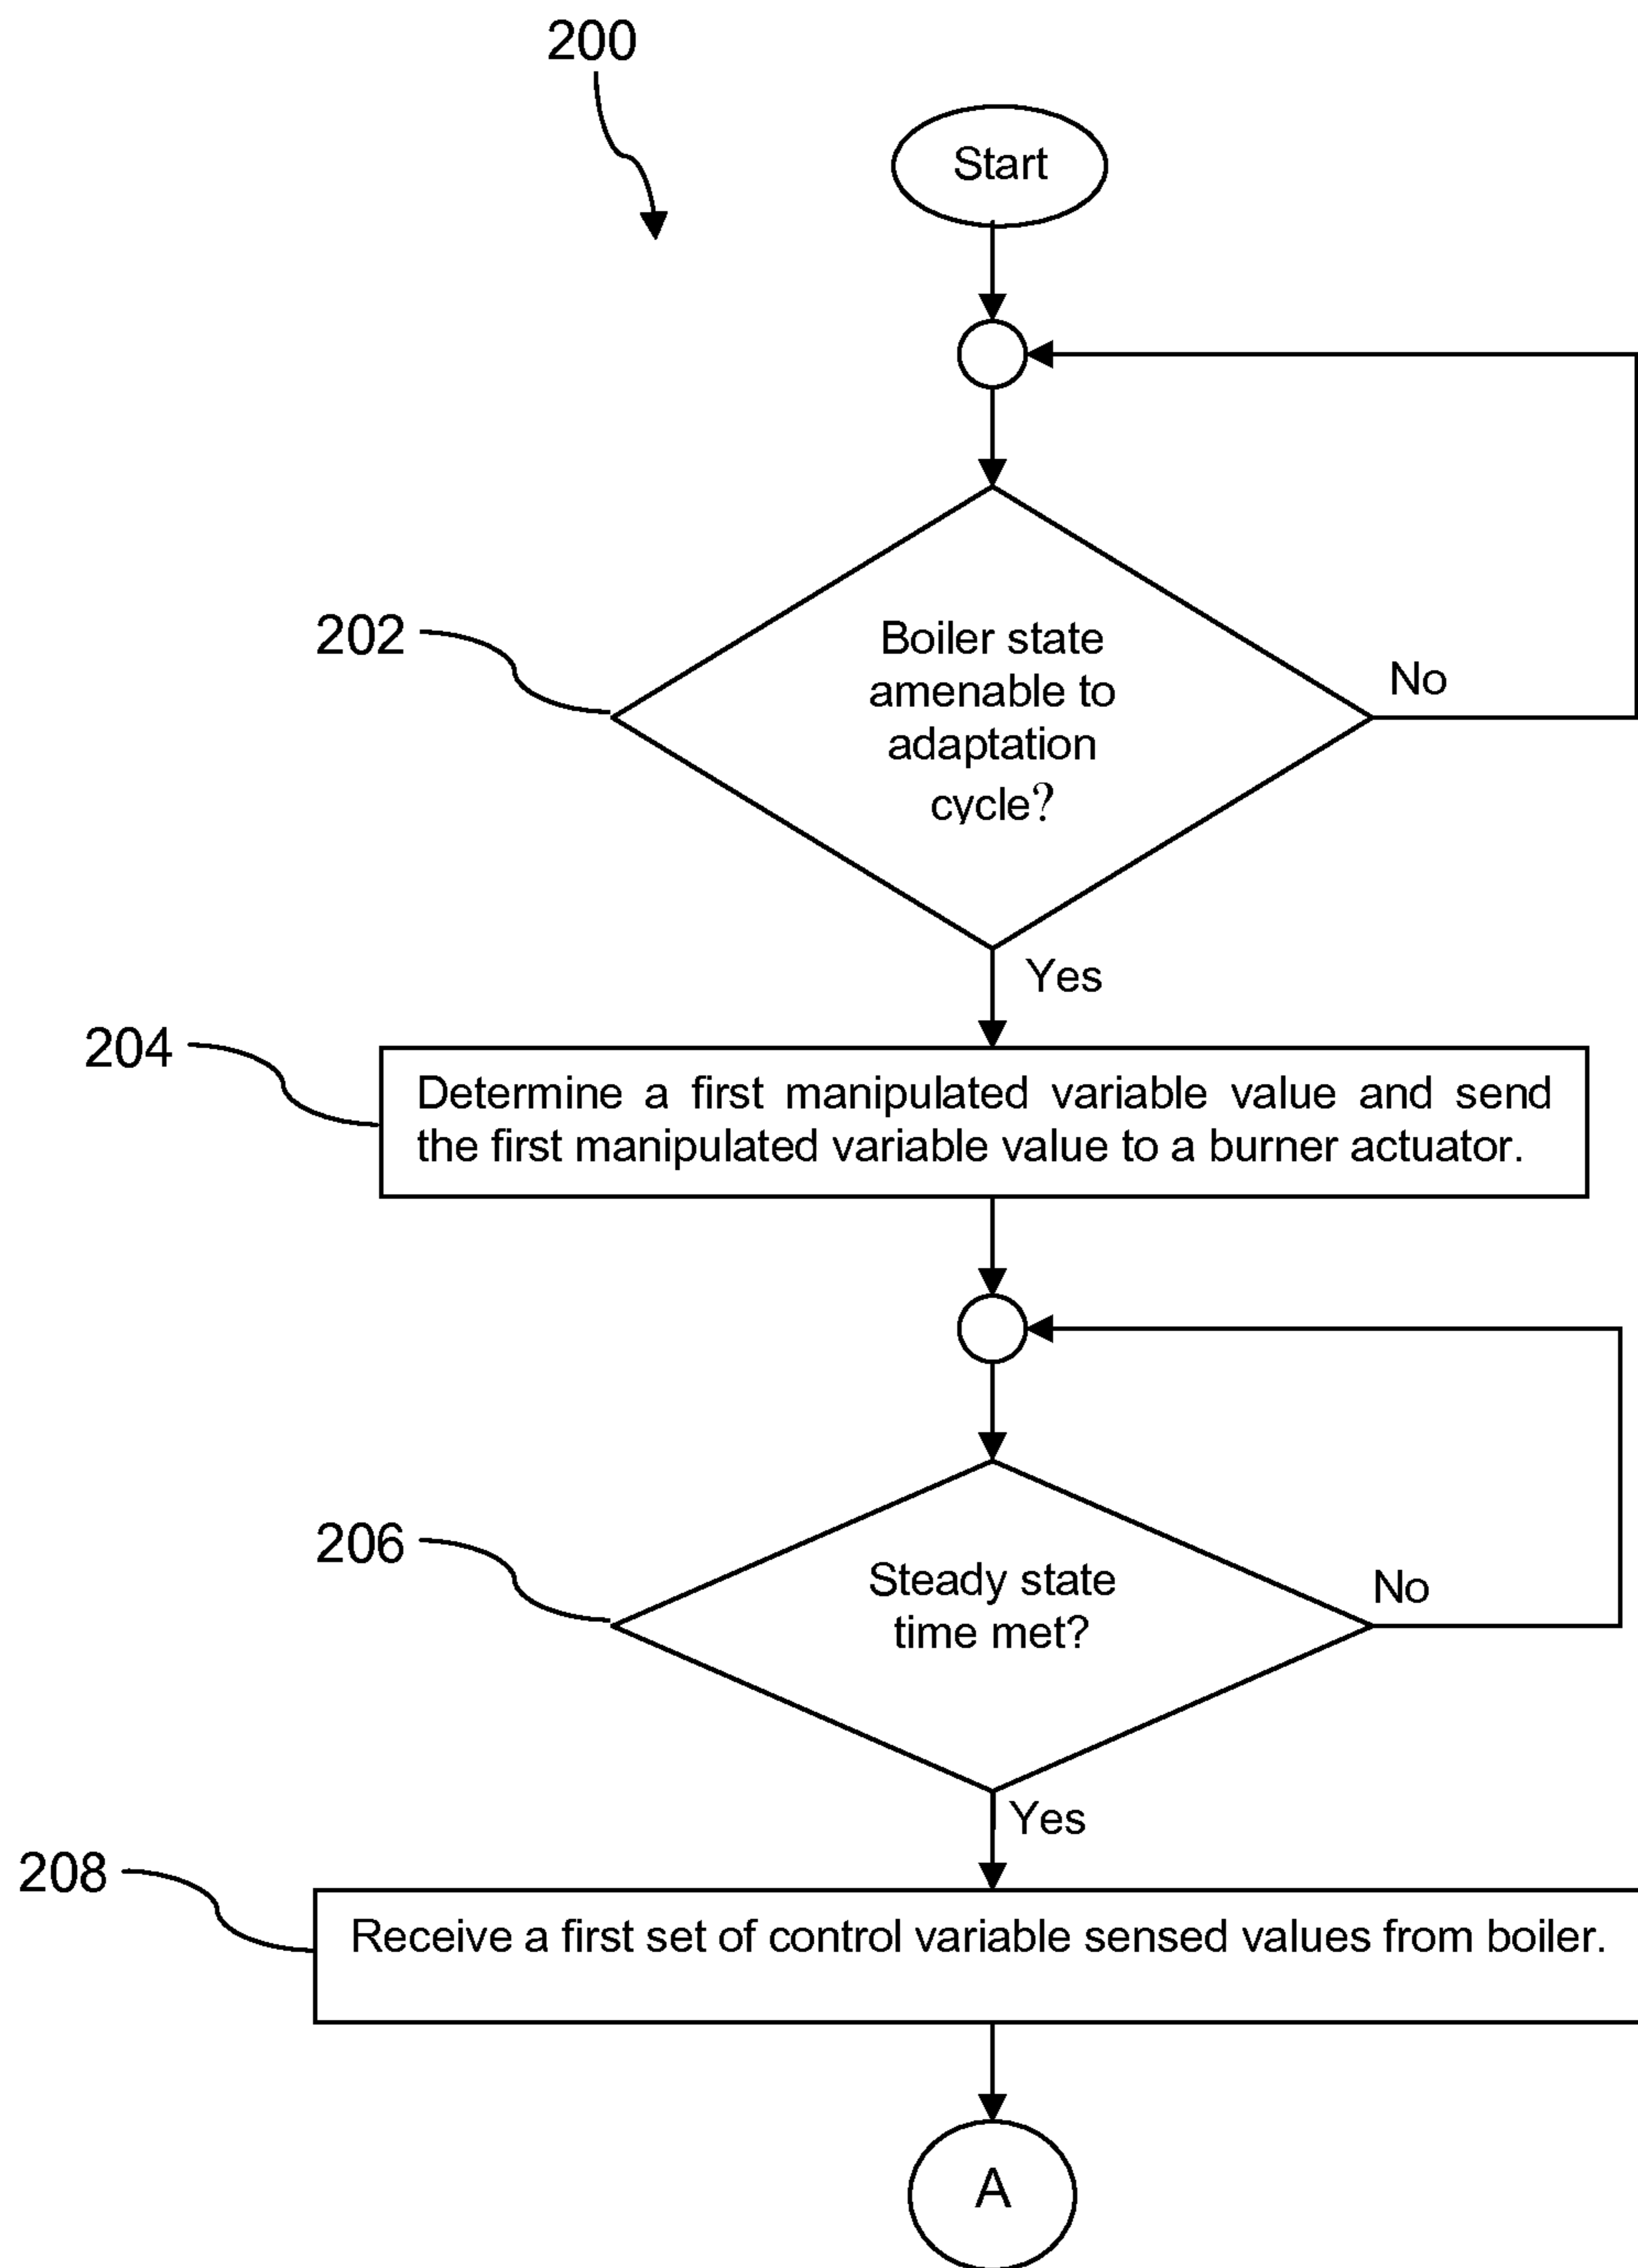 200
Start
202
Boiler state
amenable to
adaptation
cycle?
No
Yes
204
Determine a first manipulated variable value and send
the first manipulated variable value to a burner actuator.
206
Steady state
time met?
No
Yes
208
Receive a first set of control variable sensed values from boiler.
A